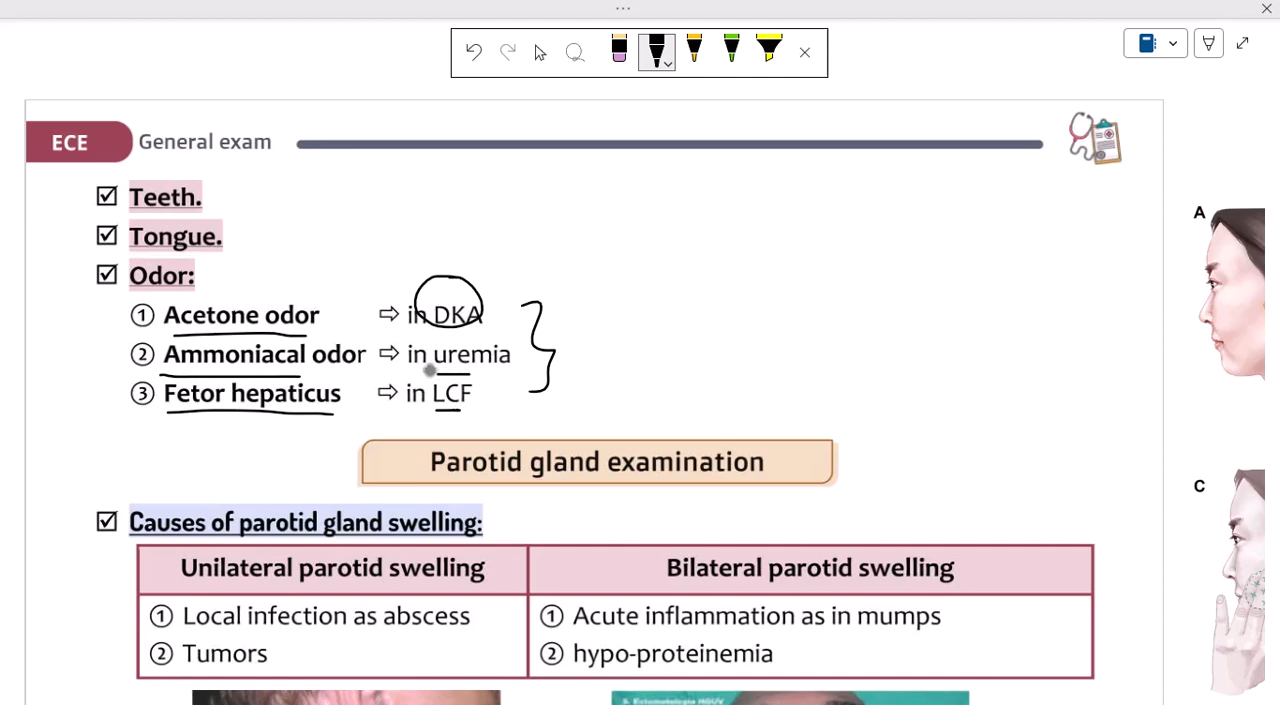 ECE General exam
Teeth.
Tongue.
Odor:
① Acetone odor ⇨ in DKA
② Ammoniacal odor ⇨ in uremia
③ Fetor hepaticus ⇨ in LCF
Parotid gland examination
Causes of parotid gland swelling:
Unilateral parotid swelling Bilateral parotid swelling
① Local infection as abscess ① Acute inflammation as in mumps
② Tumors ② hypo-proteinemia
A
C